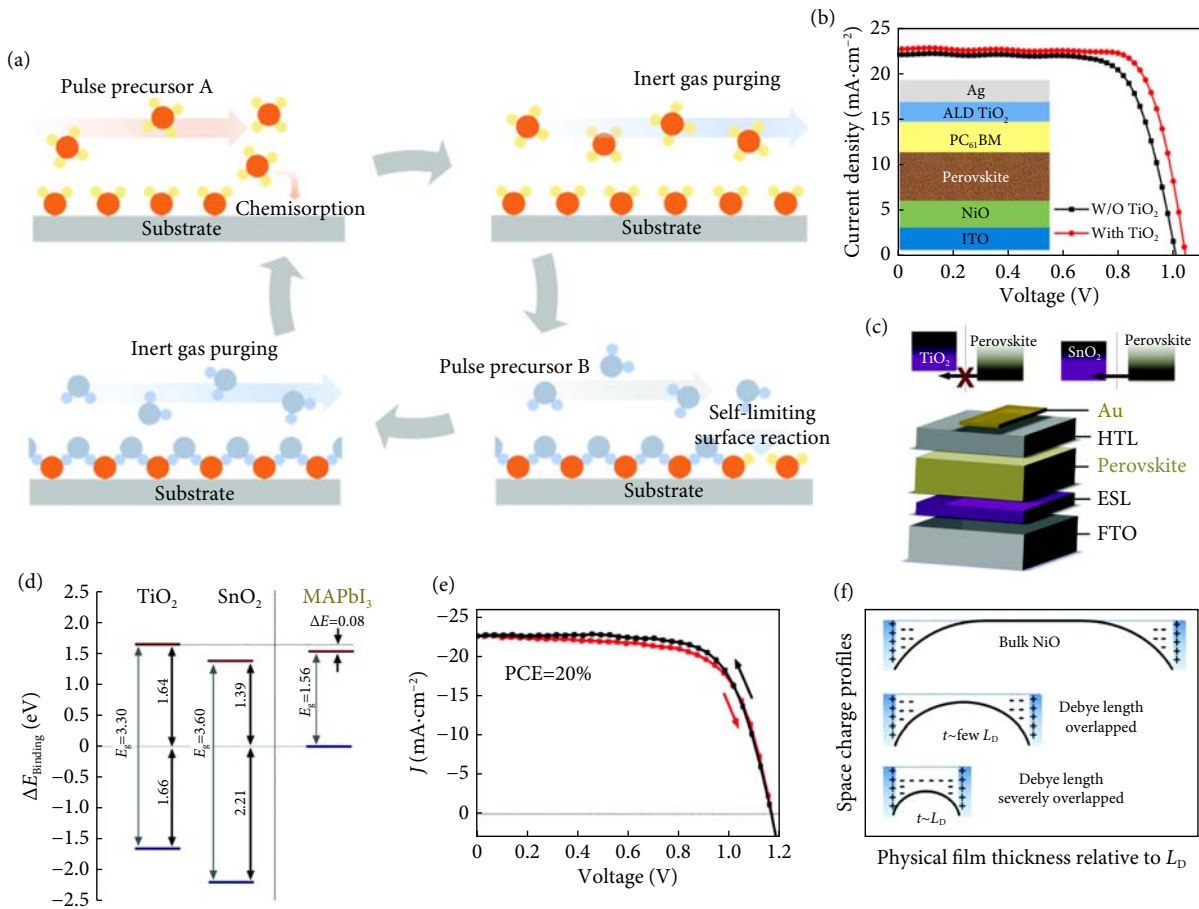 (a)
Pulse precursor A
Chemisorption
Substrate
Inert gas purging
Substrate
Inert gas purging
Substrate
Pulse precursor B
Self-limiting
surface reaction
Substrate
(b)
Current density (mA·cm⁻²)
25
20
15
10
5
0
Ag
ALD TiO₂
PC₆₁BM
Perovskite
NiO
ITO
W/O TiO₂
With TiO₂
0
0.2
0.4
0.6
0.8
1.0
Voltage (V)
(c)
TiO₂
Perovskite
SnO₂
Perovskite
X
Au
HTL
Perovskite
ESL
FTO
(d)
ΔE_Binding (eV)
2.5
2.0
1.5
1.0
0.5
0
−0.5
−1.0
−1.5
−2.0
−2.5
TiO₂
SnO₂
MAPbI₃
ΔE=0.08
E_g=3.30
1.64
1.66
E_g=3.60
1.39
2.21
E_g=1.56
(e)
J (mA·cm⁻²)
−25
−20
−15
−10
−5
0
PCE=20%
0
0.2
0.4
0.6
0.8
1.0
1.2
Voltage (V)
(f)
Space charge profiles
Bulk NiO
t~few L_D
Debye length
overlapped
t~L_D
Debye length
severely overlapped
Physical film thickness relative to L_D